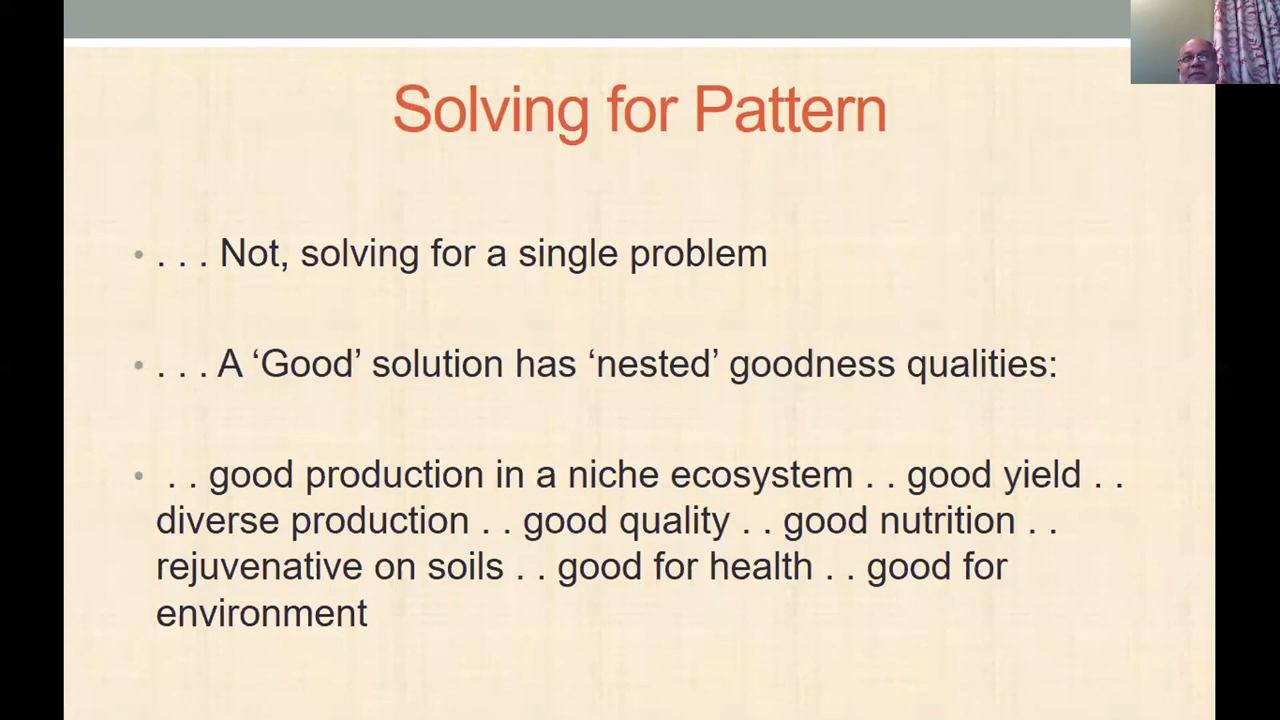 Solving for Pattern
• . . . Not, solving for a single problem
• . . . A ‘Good’ solution has ‘nested’ goodness qualities:
• . . good production in a niche ecosystem . . good yield . .
diverse production . . good quality . . good nutrition . .
rejuvenative on soils . . good for health . . good for
environment